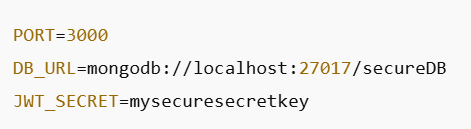 PORT=3000
DB_URL=mongodb://localhost:27017/secureDB
JWT_SECRET=mysecuresecretkey